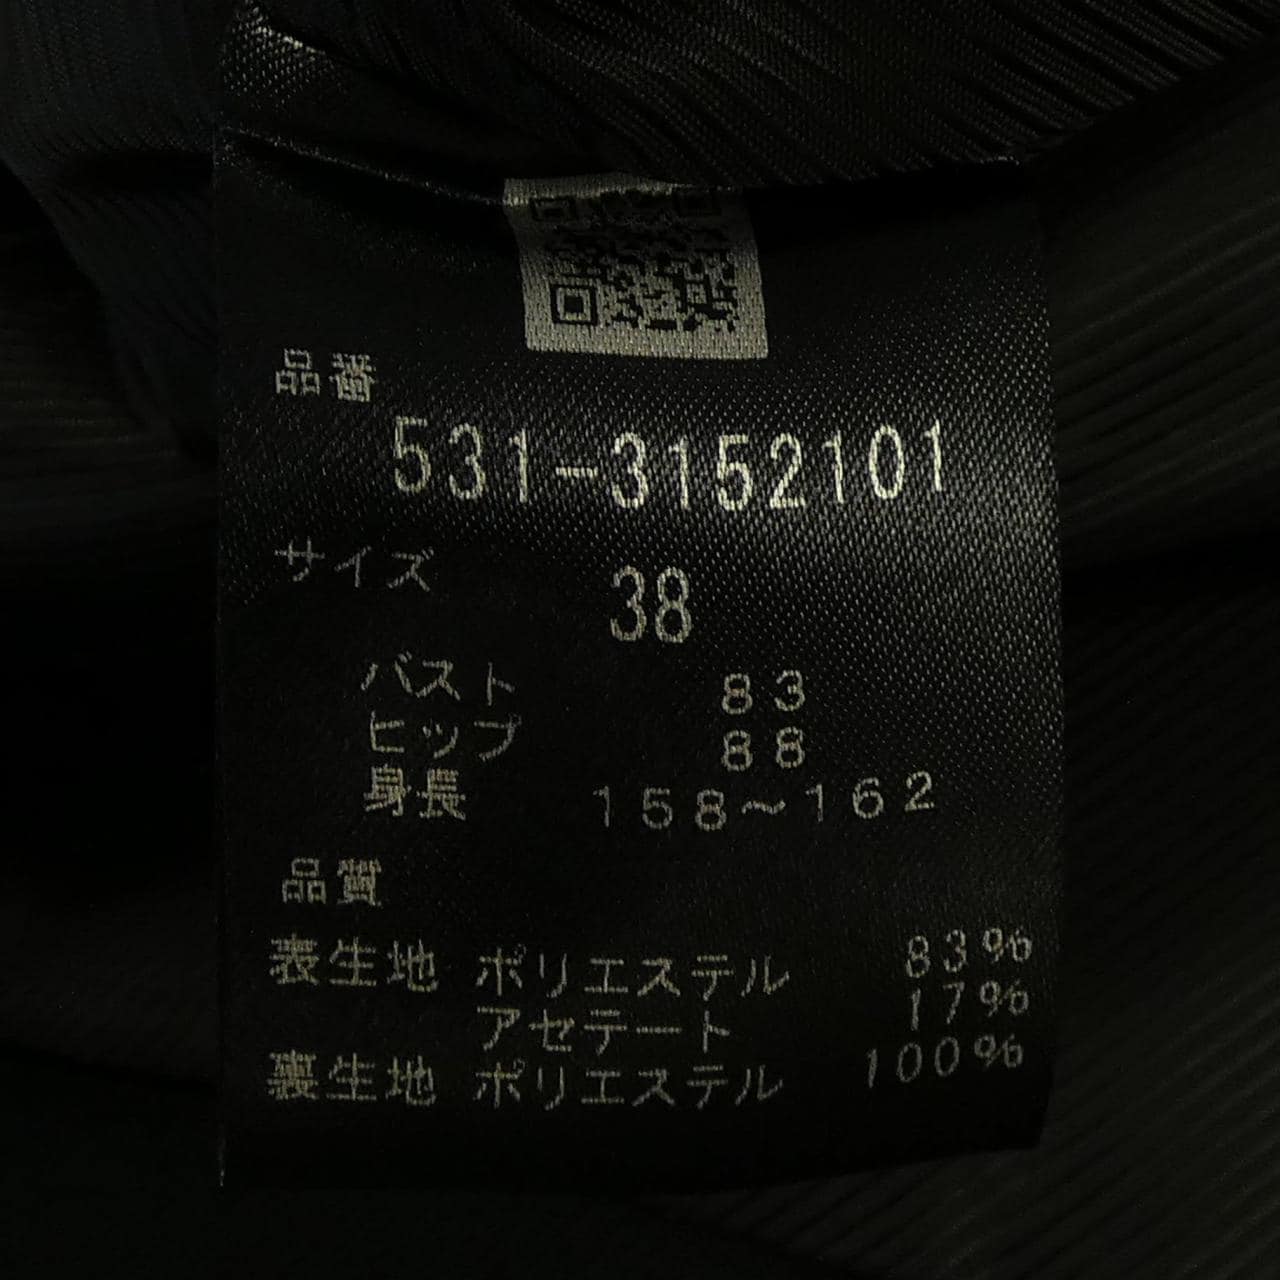 品番
531-3152101
サイズ 38
バスト 83
ヒップ 88
身長 158～162
品質
表生地 ポリエステル 83%
アセテート 17%
裏生地 ポリエステル 100%